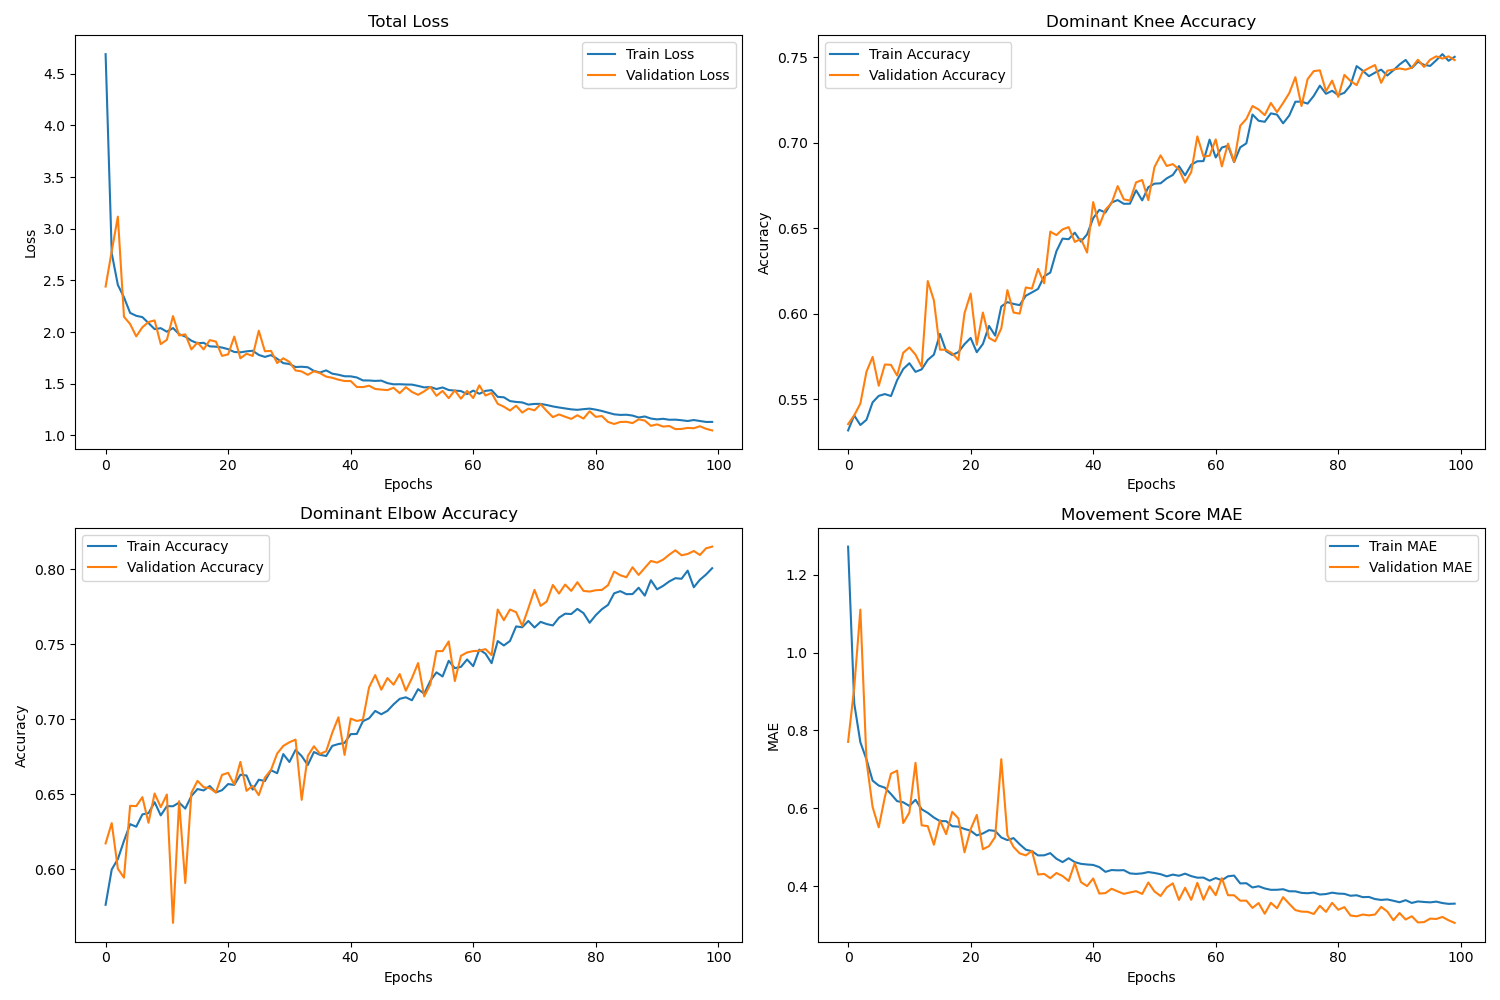 Total Loss
Train Loss
Validation Loss
4.5
4.0
3.5
3.0
2.5
2.0
1.5
1.0
Loss
0 20 40 60 80 100
Epochs
Dominant Knee Accuracy
Train Accuracy
Validation Accuracy
0.75
0.70
0.65
0.60
0.55
Accuracy
0 20 40 60 80 100
Epochs
Dominant Elbow Accuracy
Train Accuracy
Validation Accuracy
0.80
0.75
0.70
0.65
0.60
Accuracy
0 20 40 60 80 100
Epochs
Movement Score MAE
Train MAE
Validation MAE
1.2
1.0
0.8
0.6
0.4
MAE
0 20 40 60 80 100
Epochs